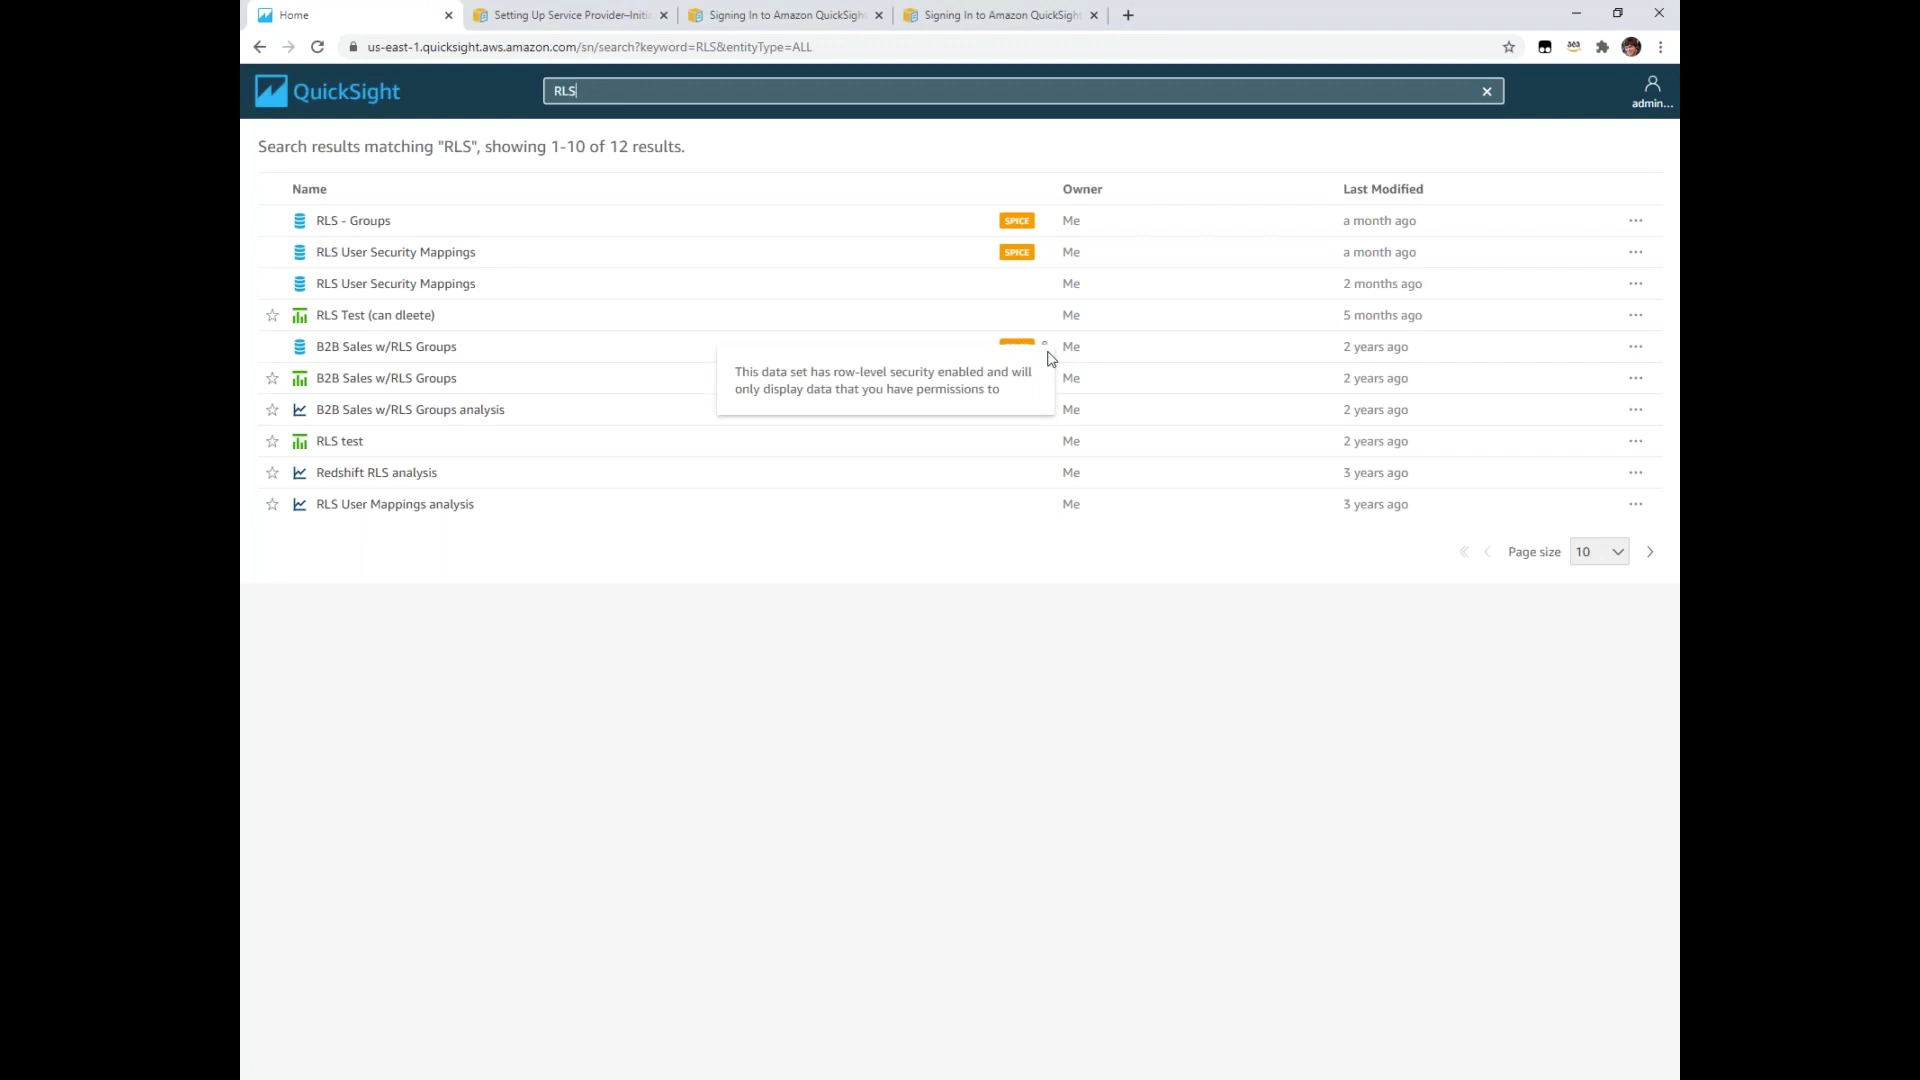 Home
Setting Up Service Provider–Initi
Signing In to Amazon QuickSigh
Signing In to Amazon QuickSigh
us-east-1.quicksight.aws.amazon.com/sn/search?keyword=RLS&entityType=ALL
QuickSight
RLS
admin...
Search results matching "RLS", showing 1-10 of 12 results.
Name Owner Last Modified
RLS - Groups SPICE Me a month ago
RLS User Security Mappings SPICE Me a month ago
RLS User Security Mappings Me 2 months ago
RLS Test (can dleete) Me 5 months ago
B2B Sales w/RLS Groups Me 2 years ago
This data set has row-level security enabled and will
only display data that you have permissions to
B2B Sales w/RLS Groups Me 2 years ago
B2B Sales w/RLS Groups analysis Me 2 years ago
RLS test Me 2 years ago
Redshift RLS analysis Me 3 years ago
RLS User Mappings analysis Me 3 years ago
Page size 10